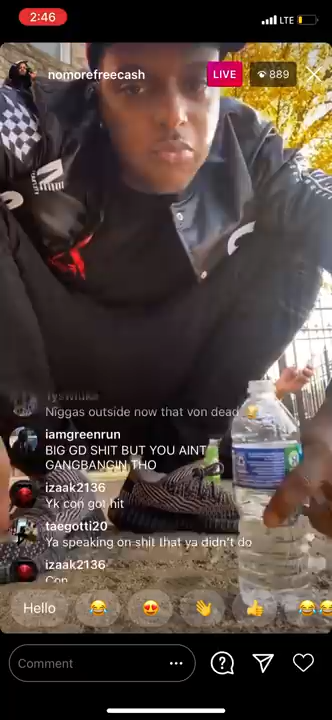 2:46
LTE
nomorefreecash
LIVE
889
Niggas outside now that von dead
iamgreenrun
BIG GD SHIT BUT YOU AINT
GANGBANGIN THO
izaak2136
Yk con got hit
taegotti20
Ya speaking on shit that ya didn't do
izaak2136
Con
Hello
Comment